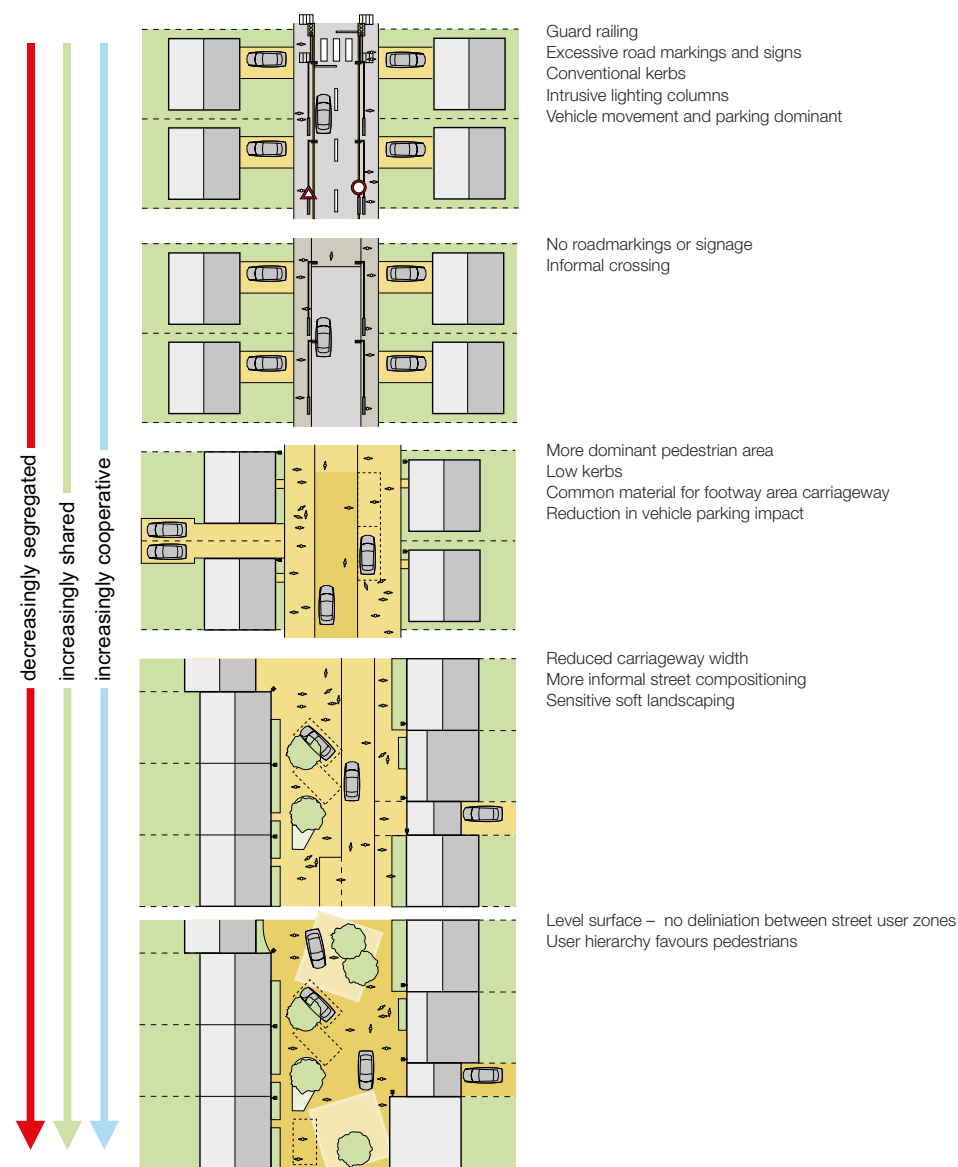 Guard railing
Excessive road markings and signs
Conventional kerbs
Intrusive lighting columns
Vehicle movement and parking dominant
No roadmarkings or signage
Informal crossing
More dominant pedestrian area
Low kerbs
Common material for footway area carriageway
Reduction in vehicle parking impact
Reduced carriageway width
More informal street compositioning
Sensitive soft landscaping
Level surface – no deliniation between street user zones
User hierarchy favours pedestrians
decreasingly segregated
increasingly shared
increasingly cooperative